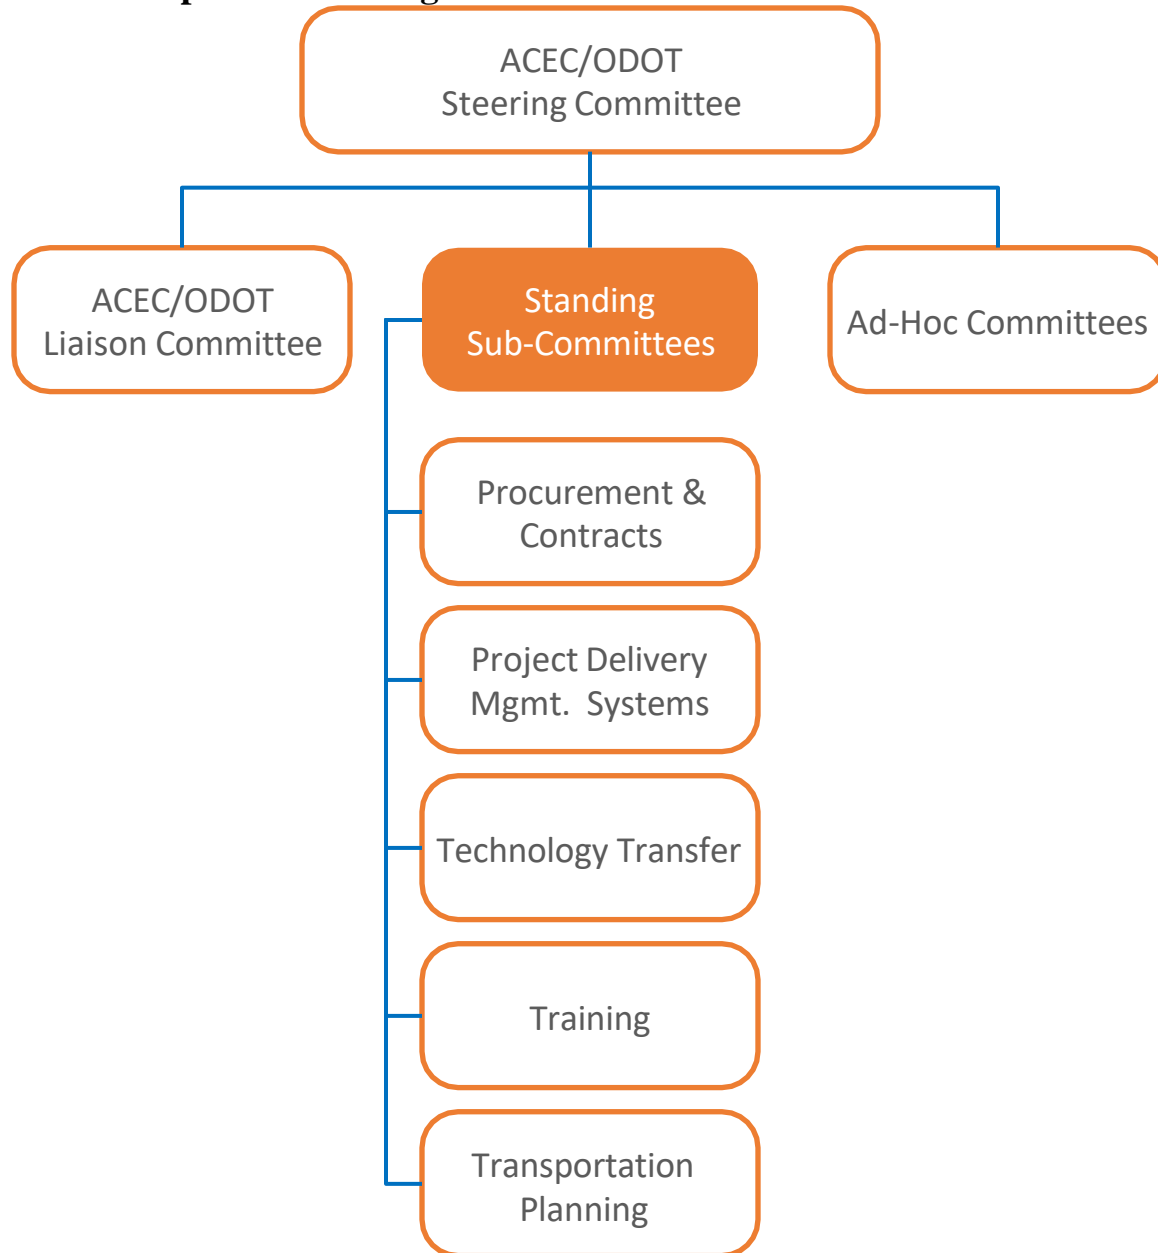 ACEC/ODOT
Steering Committee
ACEC/ODOT
Liaison Committee
Standing
Sub-Committees
Ad-Hoc Committees
Procurement &
Contracts
Project Delivery
Mgmt. Systems
Technology Transfer
Training
Transportation
Planning